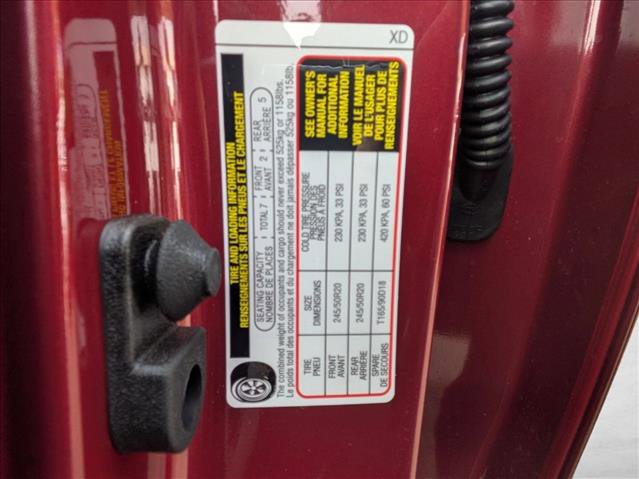 XD
TIRE AND LOADING INFORMATION
RENSEIGNEMENTS SUR LES PNEUS ET LE CHARGEMENT
SEATING CAPACITY TOTAL 7 FRONT 2 REAR 5
NOMBRE DE PLACES AVANT ARRIÈRE
The combined weight of occupants and cargo should never exceed 525kg or 1158lbs.
Le poids total des occupants et du chargement ne doit jamais dépasser 525kg ou 1158lb.
TIRE SIZE COLD TIRE PRESSURE
PNEU DIMENSIONS PRESSION DES
PNEUS À FROID
FRONT 245/50R20 230 KPA, 33 PSI
AVANT
REAR 245/50R20 230 KPA, 33 PSI
ARRIÈRE
SPARE T165/90D18 420 KPA, 60 PSI
DE SECOURS
SEE OWNER'S
MANUAL FOR
ADDITIONAL
INFORMATION
VOIR LE MANUEL
DE L'USAGER
POUR PLUS DE
RENSEIGNEMENTS